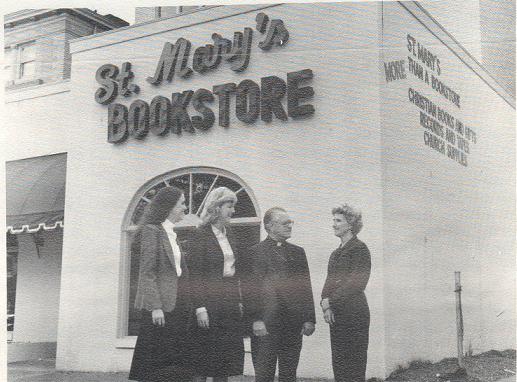 St. Mary's
BOOKSTORE
ST. MARY'S
MORE THAN A BOOKSTORE
CHRISTIAN BOOKS AND GIFTS
RECORDS AND TAPES
CHURCH SUPPLIES